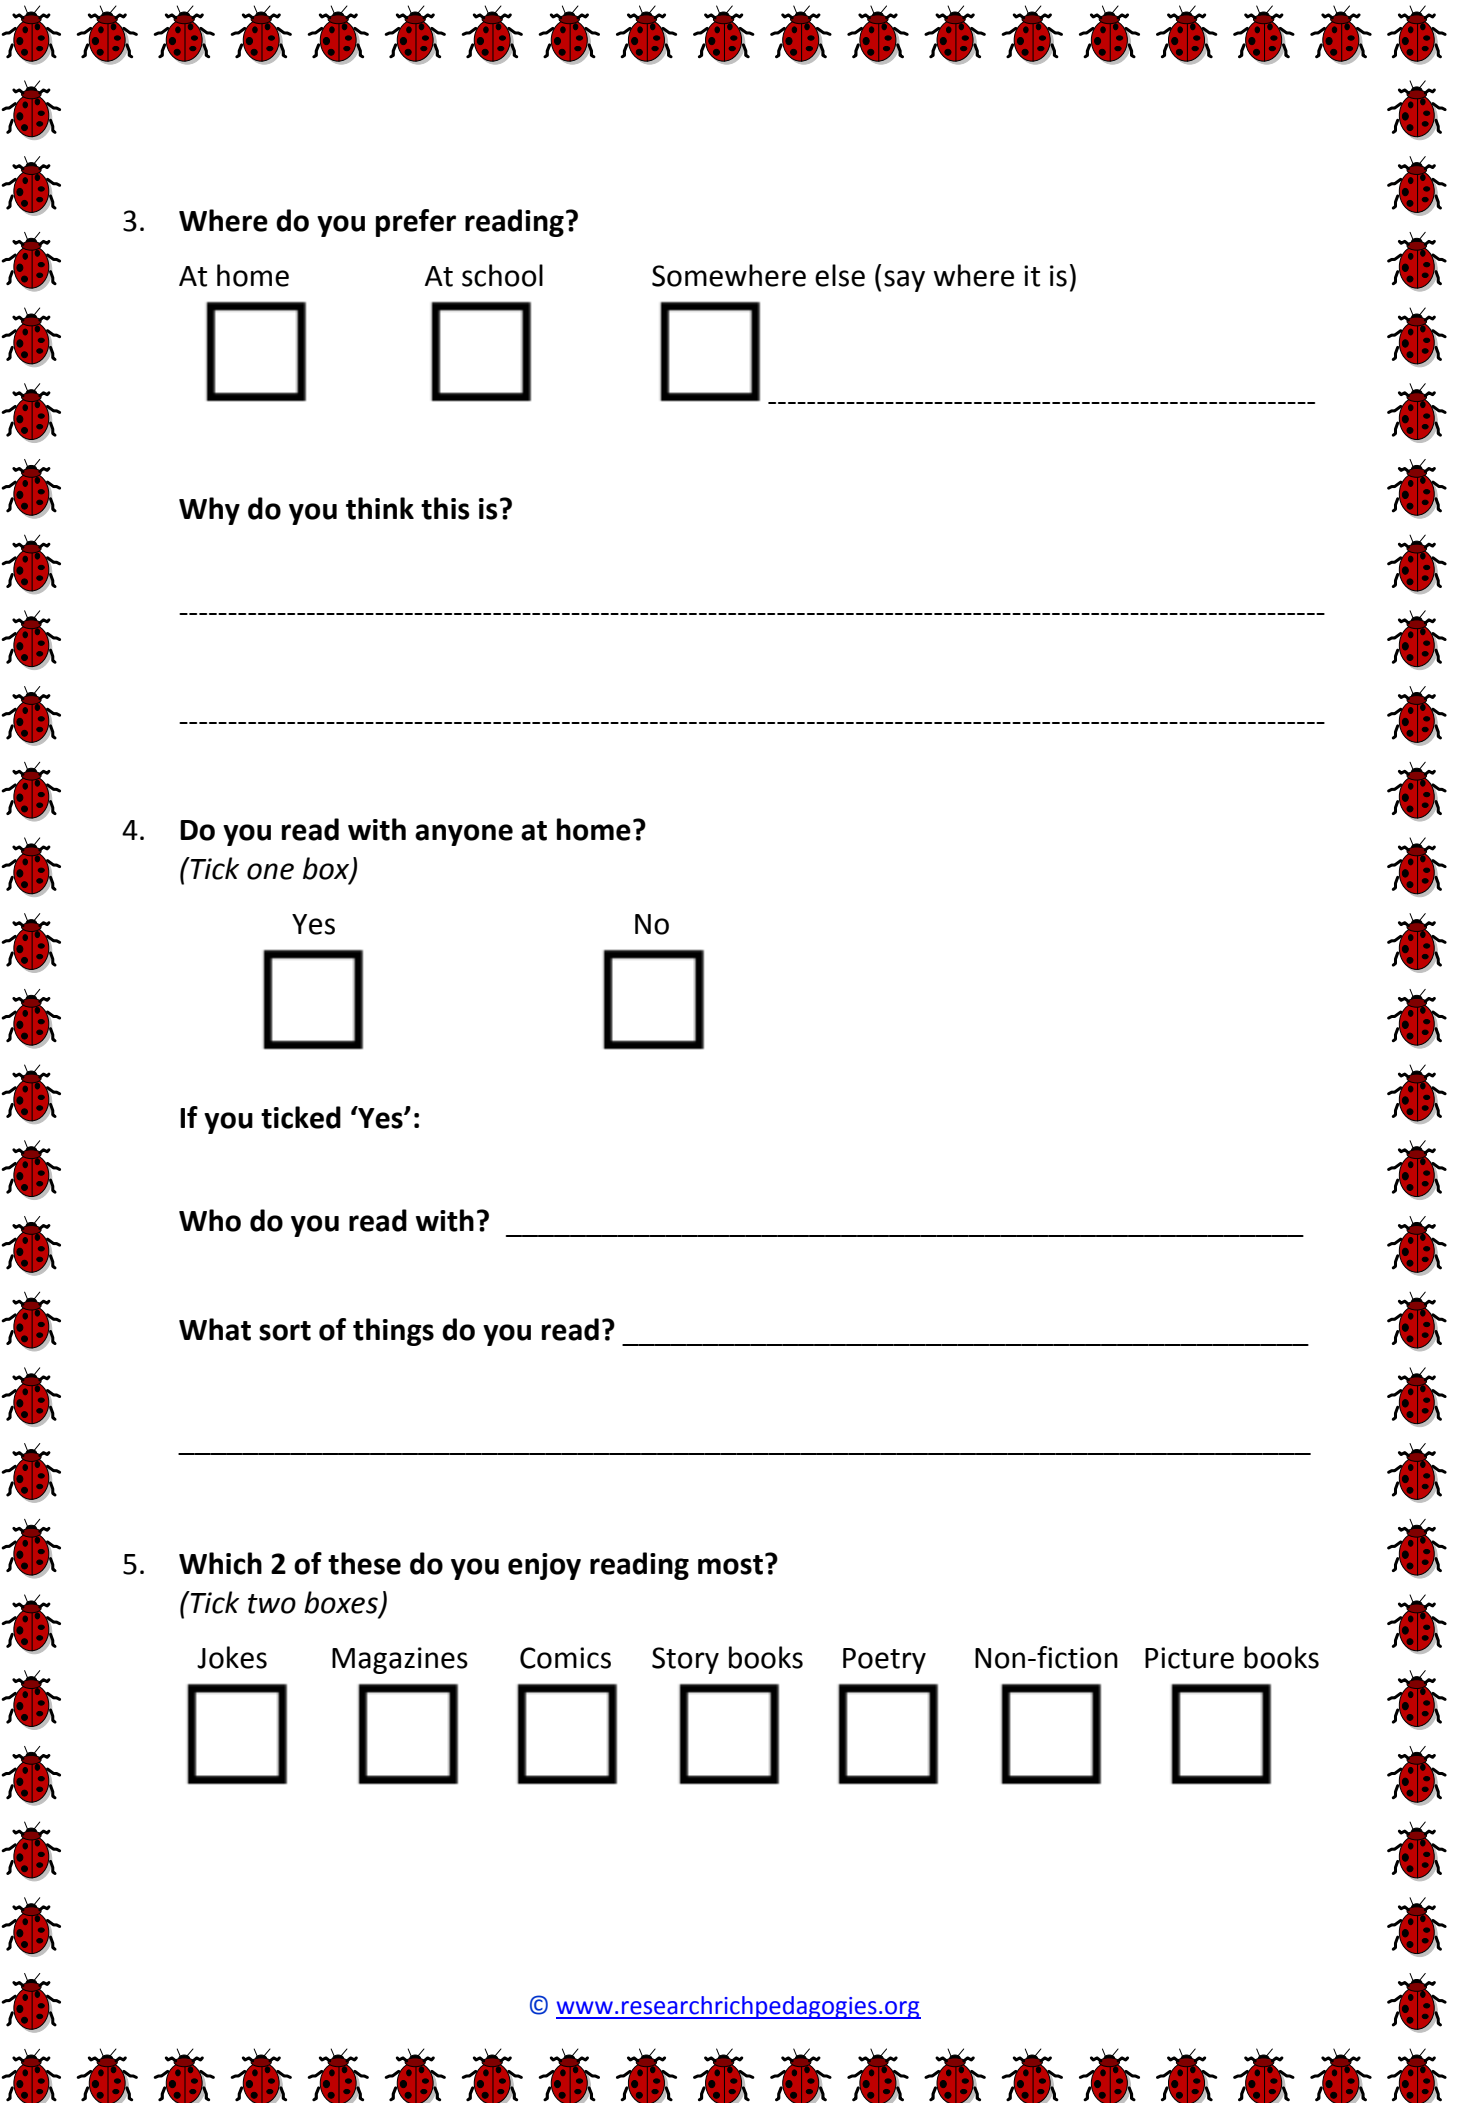 3. Where do you prefer reading?
At home At school Somewhere else (say where it is)
Why do you think this is?
4. Do you read with anyone at home?
(Tick one box)
Yes No
If you ticked ‘Yes’:
Who do you read with?
What sort of things do you read?
5. Which 2 of these do you enjoy reading most?
(Tick two boxes)
Jokes Magazines Comics Story books Poetry Non-fiction Picture books
© www.researchrichpedagogies.org